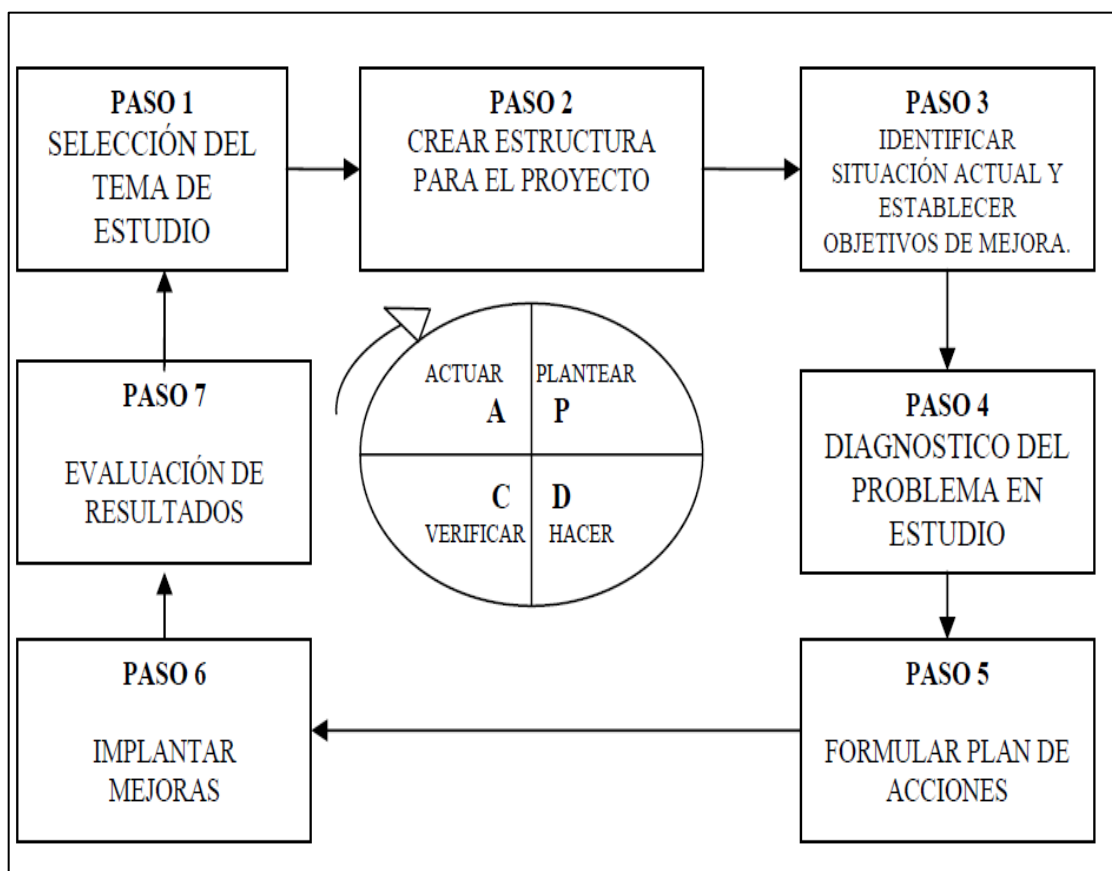 PASO 1
SELECCIÓN DEL
TEMA DE
ESTUDIO
PASO 2
CREAR ESTRUCTURA
PARA EL PROYECTO
PASO 3
IDENTIFICAR
SITUACIÓN ACTUAL Y
ESTABLECER
OBJETIVOS DE MEJORA.
PASO 4
DIAGNOSTICO DEL
PROBLEMA EN
ESTUDIO
PASO 5
FORMULAR PLAN DE
ACCIONES
PASO 6
IMPLANTAR
MEJORAS
PASO 7
EVALUACIÓN DE
RESULTADOS
ACTUAR
A
PLANTEAR
P
C
VERIFICAR
D
HACER